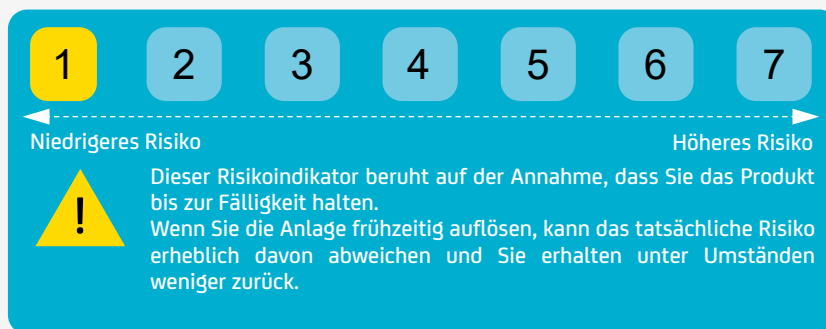 1 2 3 4 5 6 7
Niedrigeres Risiko Höheres Risiko
!
Dieser Risikoindikator beruht auf der Annahme, dass Sie das Produkt
bis zur Fälligkeit halten.
Wenn Sie die Anlage frühzeitig auflösen, kann das tatsächliche Risiko
erheblich davon abweichen und Sie erhalten unter Umständen
weniger zurück.